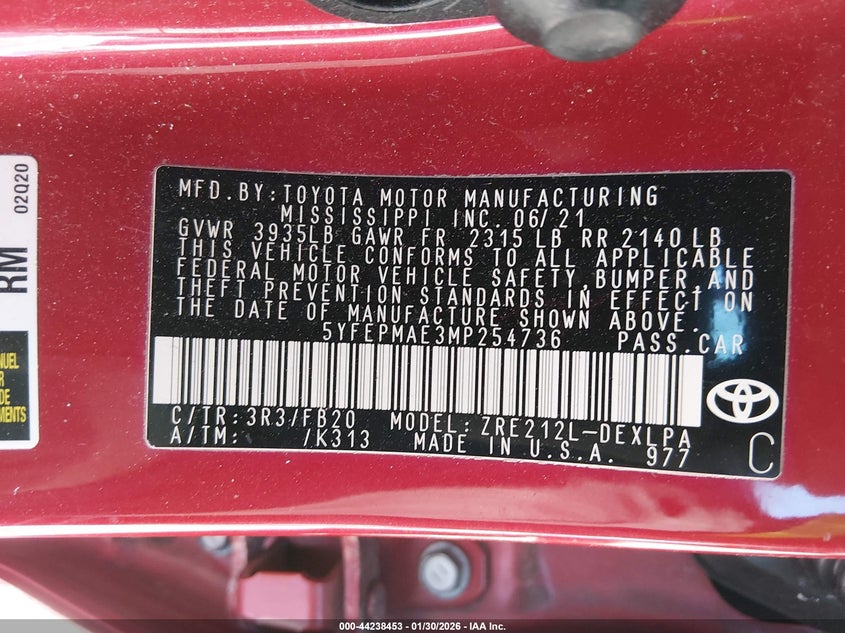 02Q20
RM
NUEL
DE
EMENTS
MFD.BY:TOYOTA MOTOR MANUFACTURING
MISSISSIPPI INC. 06/21
GVWR 3935LB GAWR FR 2315 LB RR 2140 LB
THIS VEHICLE CONFORMS TO ALL APPLICABLE
FEDERAL MOTOR VEHICLE SAFETY,BUMPER,AND
THEFT PREVENTION STANDARDS IN EFFECT ON
THE DATE OF MANUFACTURE SHOWN ABOVE.
5YFEPMAE3MP254736 PASS.CAR
C/TR:3R3/FB20 MODEL:ZRE212L-DEXLPA
A/TM: /K313 MADE IN U.S.A. 977
C
000-44238453 - 01/30/2026 - IAA Inc.